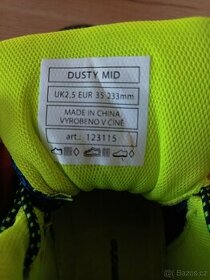 DUSTY MID
UK2.5 EUR 35 233mm
MADE IN CHINA
VYROBENO V ČÍNĚ
art.: 123115